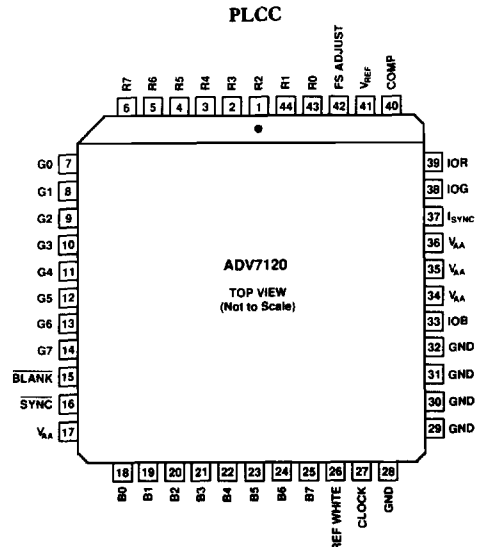 PLCC
R7 R6 R5 R4 R3 R2 R1 R0 FS ADJUST VREF COMP
6 5 4 3 2 1 44 43 42 41 40
G0 7
G1 8
G2 9
G3 10
G4 11
G5 12
G6 13
G7 14
BLANK 15
SYNC 16
VAA 17
ADV7120
TOP VIEW
(Not to Scale)
39 IOR
38 IOG
37 ISYNC
36 VAA
35 VAA
34 VAA
33 IOB
32 GND
31 GND
30 GND
29 GND
18 19 20 21 22 23 24 25 26 27 28
B0 B1 B2 B3 B4 B5 B6 B7 REF WHITE CLOCK GND